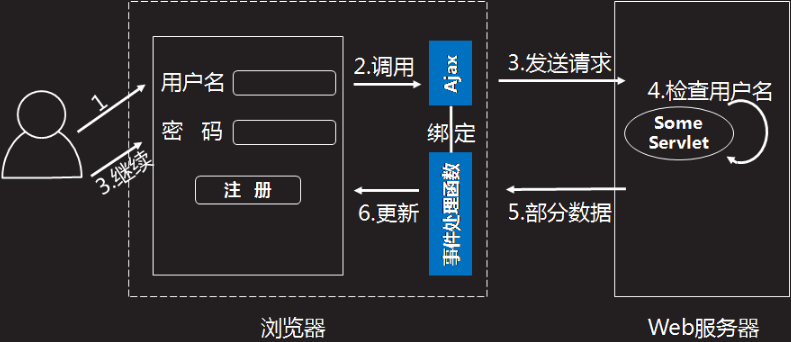 1
3.继续
用户名
密 码
注 册
2.调用
Ajax
绑定
事件处理函数
6.更新
3.发送请求
4.检查用户名
Some
Servlet
5.部分数据
浏览器
Web服务器